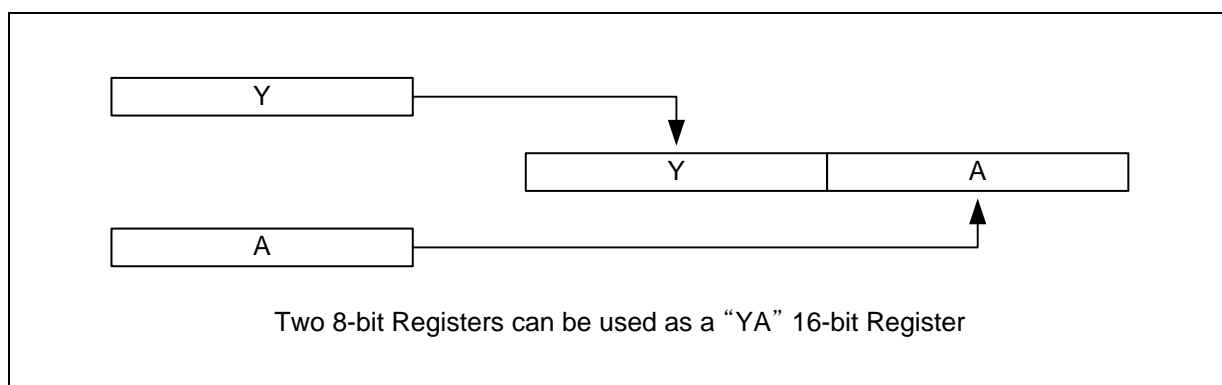 Y
Y
A
A
Two 8-bit Registers can be used as a “YA” 16-bit Register